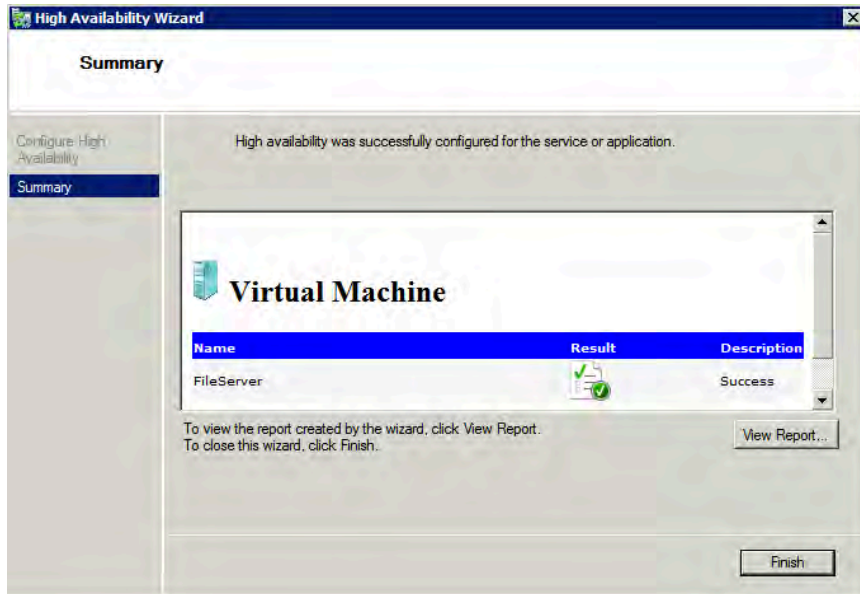 High Availability Wizard
Summary
Configure High
Availability
Summary
High availability was successfully configured for the service or application.
Virtual Machine
Name Result Description
FileServer Success
To view the report created by the wizard, click View Report.
To close this wizard, click Finish.
View Report...
Finish